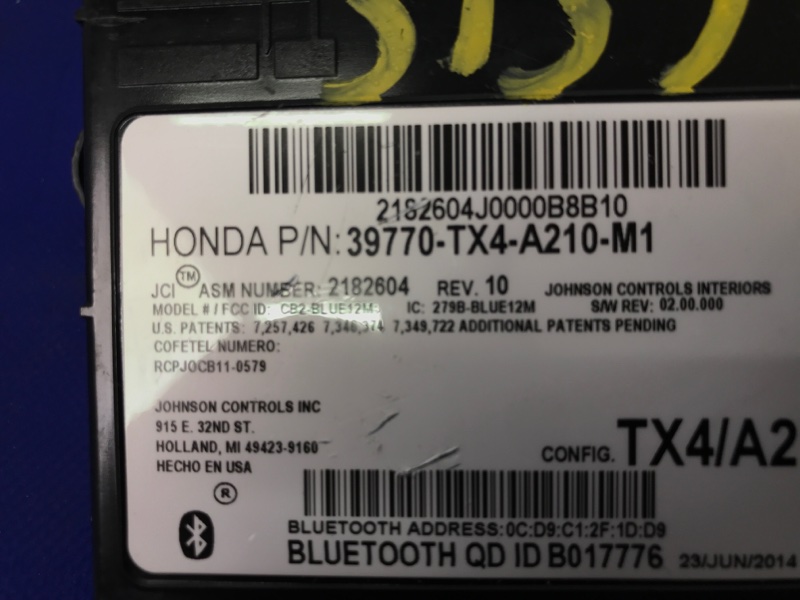 2182604J0000B8B10
HONDA P/N: 39770-TX4-A210-M1
JCI™ ASM NUMBER: 2182604 REV. 10 JOHNSON CONTROLS INTERIORS
MODEL # / FCC ID: CB2-BLUE12M IC: 279B-BLUE12M S/W REV: 02.00.000
U.S. PATENTS: 7,257,426 7,346,374 7,349,722 ADDITIONAL PATENTS PENDING
COFETEL NUMERO:
RCPJOCB11-0579
JOHNSON CONTROLS INC
915 E. 32ND ST.
HOLLAND, MI 49423-9160
HECHO EN USA
CONFIG. TX4/A2
®
BLUETOOTH ADDRESS:0C:D9:C1:2F:1D:D9
BLUETOOTH QD ID B017776 23/JUN/2014